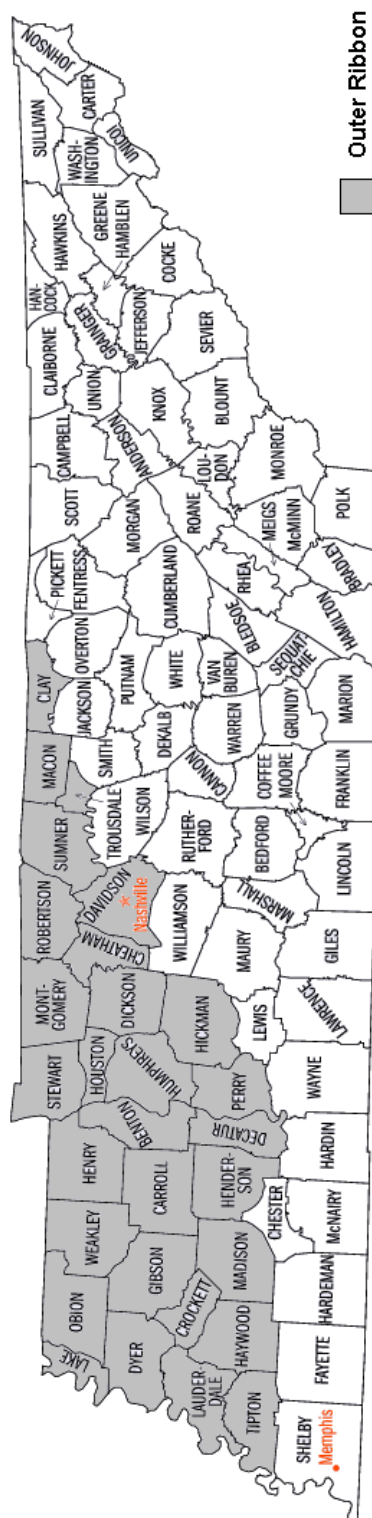 LAKE
OBION
WEAKLEY
HENRY
STEWART
MONT-
GOMERY
ROBERTSON
SUMNER
MACON
CLAY
PICKETT
SCOTT
CAMPBELL
CLAIBORNE
HAN-
COCK
HAWKINS
SULLIVAN
JOHNSON
DYER
GIBSON
CARROLL
BENTON
HOUSTON
HUMPHREYS
DICKSON
CHEATHAM
DAVIDSON
Nashville
TROUSDALE
WILSON
SMITH
JACKSON
OVERTON
FENTRESS
PUTNAM
MORGAN
ANDERSON
UNION
GRAINGER
HAMBLEN
GREENE
WASH-
INGTON
CARTER
UNICOI
LAUDER-
DALE
CROCKETT
TIPTON
HAYWOOD
MADISON
HENDER-
SON
DECATUR
PERRY
HICKMAN
WILLIAMSON
RUTHER-
FORD
CANNON
DEKALB
WHITE
CUMBERLAND
ROANE
LOU-
DON
KNOX
JEFFERSON
COCKE
SEVIER
BLOUNT
SHELBY
Memphis
FAYETTE
HARDEMAN
CHESTER
McNAIRY
HARDIN
WAYNE
LEWIS
LAWRENCE
MAURY
GILES
MARSHALL
BEDFORD
LINCOLN
COFFEE
MOORE
FRANKLIN
WARREN
VAN
BUREN
GRUNDY
MARION
SEQUAT-
CHIE
BLEDSOE
RHEA
HAMILTON
MEIGS
McMINN
BRADLEY
POLK
MONROE
Outer Ribbon